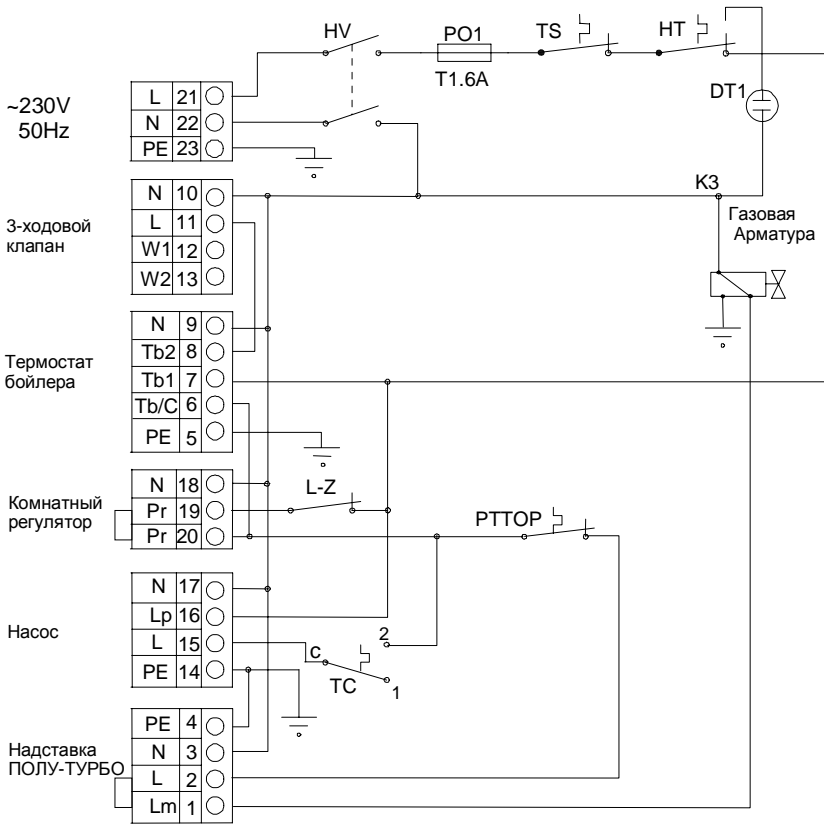 HV
PO1
T1.6A
TS
HT
DT1
~230V
50Hz
L 21
N 22
PE 23
3-ходовой
клапан
N 10
L 11
W1 12
W2 13
K3
Газовая
Арматура
Термостат
бойлера
N 9
Tb2 8
Tb1 7
Tb/C 6
PE 5
Комнатный
регулятор
N 18
Pr 19
Pr 20
L-Z
PTTOP
Насос
N 17
Lp 16
L 15
PE 14
c
2
TC
1
Надставка
ПОЛУ-ТУРБО
PE 4
N 3
L 2
Lm 1